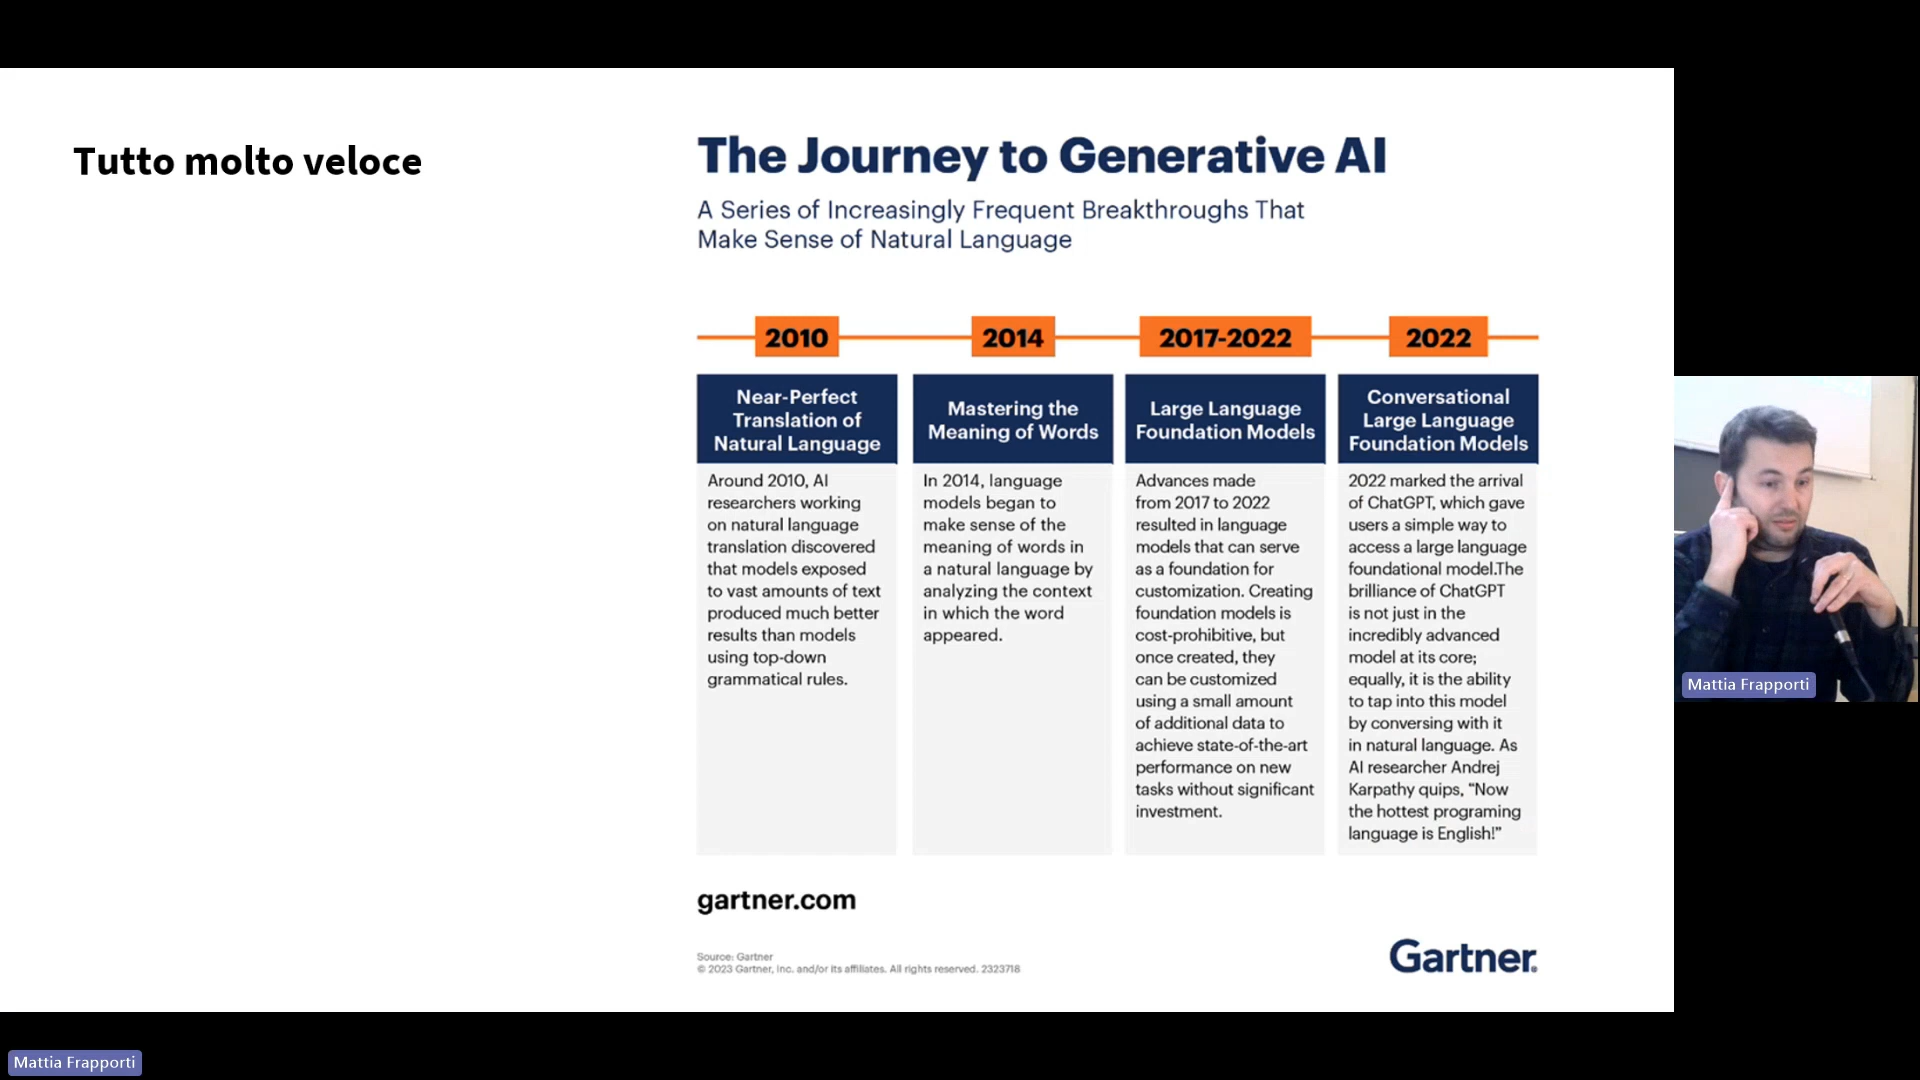 Tutto molto veloce
The Journey to Generative AI
A Series of Increasingly Frequent Breakthroughs That
Make Sense of Natural Language
2010
Near-Perfect
Translation of
Natural Language
Around 2010, AI
researchers working
on natural language
translation discovered
that models exposed
to vast amounts of text
produced much better
results than models
using top-down
grammatical rules.
2014
Mastering the
Meaning of Words
In 2014, language
models began to
make sense of the
meaning of words in
a natural language by
analyzing the context
in which the word
appeared.
2017-2022
Large Language
Foundation Models
Advances made
from 2017 to 2022
resulted in language
models that can serve
as a foundation for
customization. Creating
foundation models is
cost-prohibitive, but
once created, they
can be customized
using a small amount
of additional data to
achieve state-of-the-art
performance on new
tasks without significant
investment.
2022
Conversational
Large Language
Foundation Models
2022 marked the arrival
of ChatGPT, which gave
users a simple way to
access a large language
foundational model.The
brilliance of ChatGPT
is not just in the
incredibly advanced
model at its core;
equally, it is the ability
to tap into this model
by conversing with it
in natural language. As
AI researcher Andrej
Karpathy quips, "Now
the hottest programing
language is English!”
gartner.com
Source: Gartner
© 2023 Gartner, Inc. and/or its affiliates. All rights reserved. 2323718
Gartner.
Mattia Frapporti
Mattia Frapporti